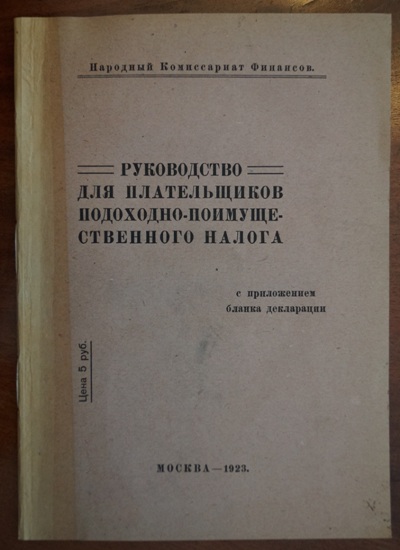 Народный Комиссариат Финансов.
РУКОВОДСТВО
ДЛЯ ПЛАТЕЛЬЩИКОВ
ПОДОХОДНО-ПОИМУЩЕ-
СТВЕННОГО НАЛОГА
с приложением
бланка декларации
Цена 5 руб.
МОСКВА—1923.